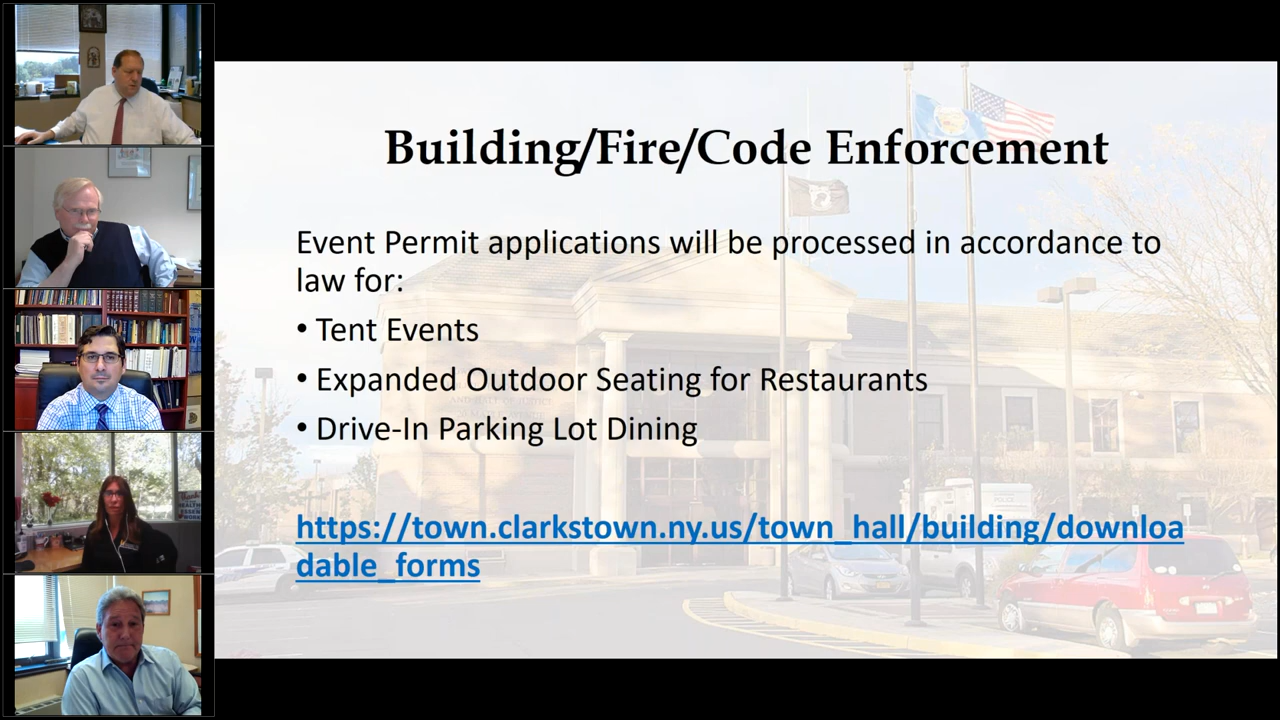 Building/Fire/Code Enforcement
Event Permit applications will be processed in accordance to
law for:
• Tent Events
• Expanded Outdoor Seating for Restaurants
• Drive-In Parking Lot Dining
https://town.clarkstown.ny.us/town_hall/building/downloa
dable_forms